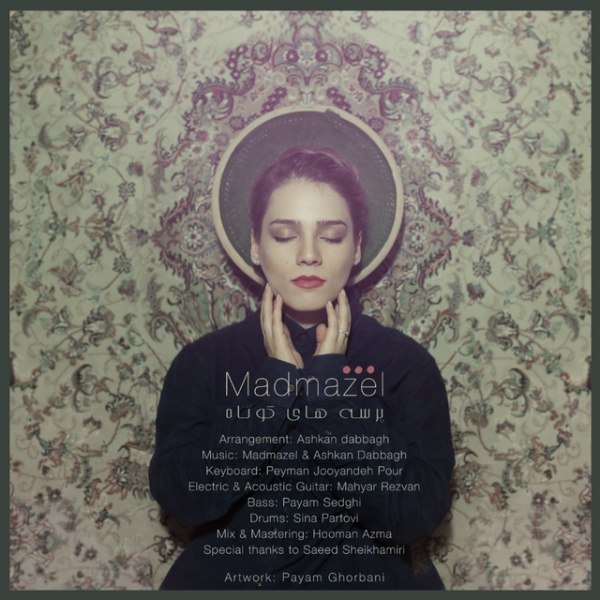 Madmazel
پرسه های کوتاه
Arrangement: Ashkan dabbagh
Music: Madmazel & Ashkan Dabbagh
Keyboard: Peyman Jooyandeh Pour
Electric & Acoustic Guitar: Mahyar Rezvan
Bass: Payam Sedghi
Drums: Sina Partovi
Mix & Mastering: Hooman Azma
Special thanks to Saeed Sheikhamiri
Artwork: Payam Ghorbani